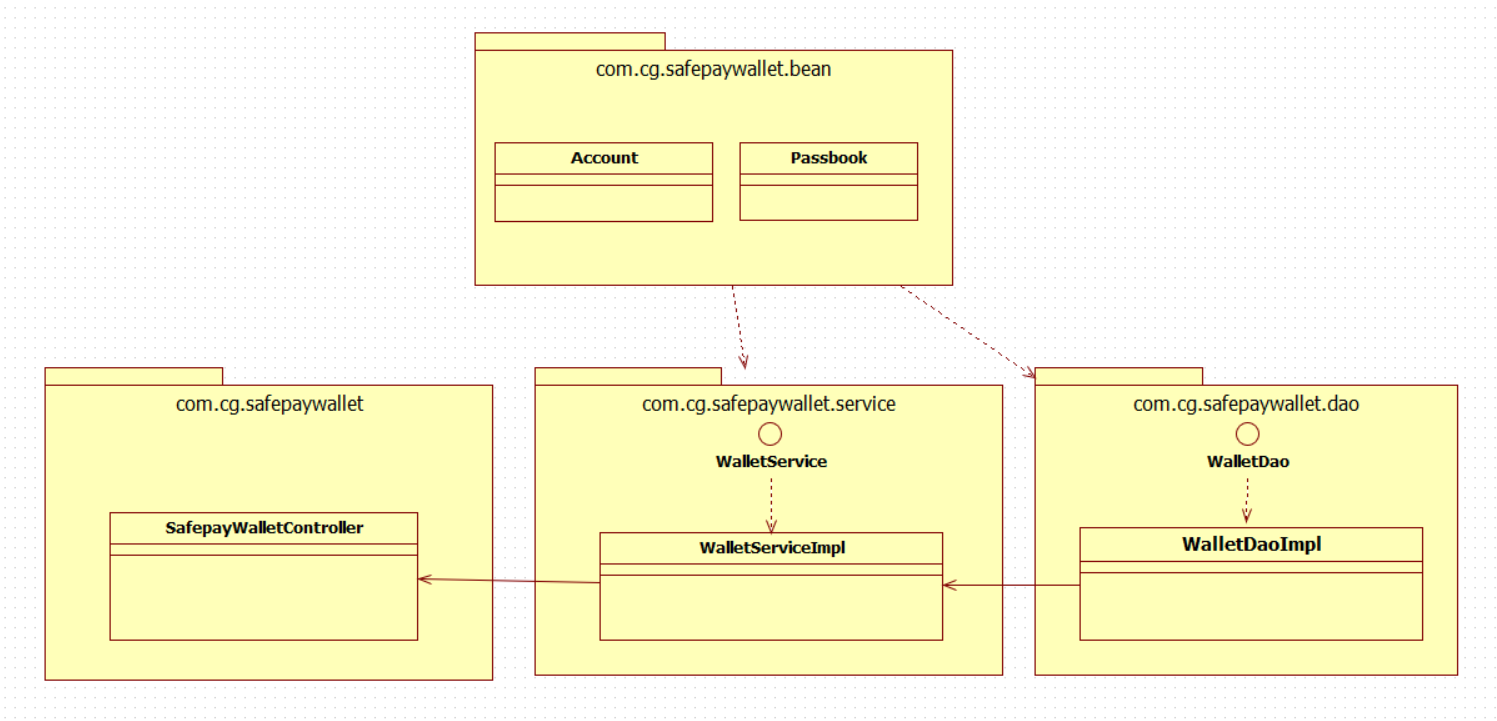 com.cg.safepaywallet.bean
Account
Passbook
com.cg.safepaywallet
SafepayWalletController
com.cg.safepaywallet.service
WalletService
WalletServiceImpl
com.cg.safepaywallet.dao
WalletDao
WalletDaoImpl